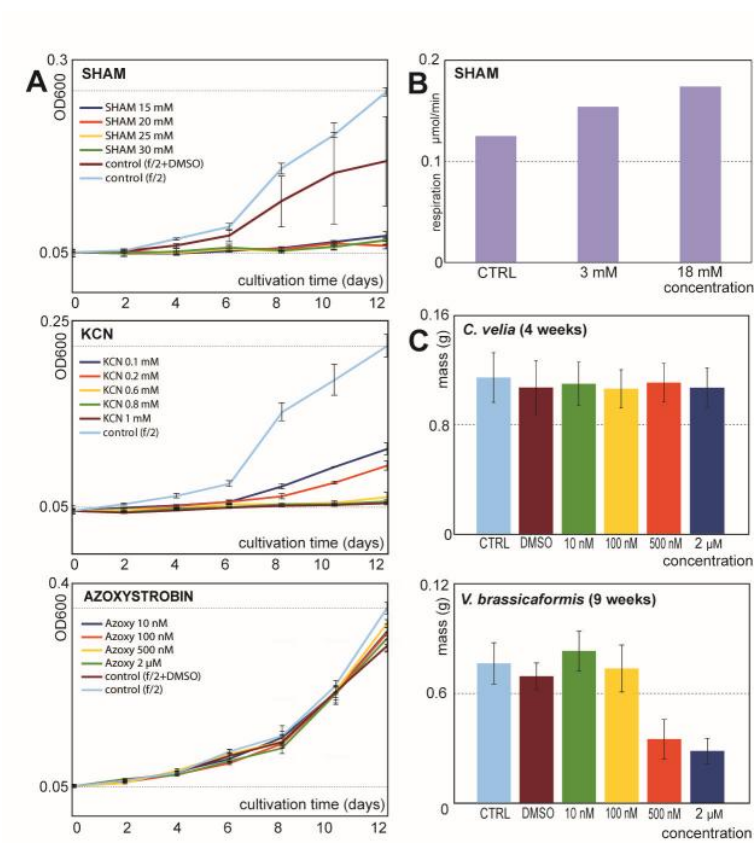 A
0.3
OD600
SHAM
SHAM 15 mM
SHAM 20 mM
SHAM 25 mM
SHAM 30 mM
control (f/2+DMSO)
control (f/2)
0.05
cultivation time (days)
0 2 4 6 8 10 12
0.25
OD600
KCN
KCN 0.1 mM
KCN 0.2 mM
KCN 0.6 mM
KCN 0.8 mM
KCN 1 mM
control (f/2)
0.05
cultivation time (days)
0 2 4 6 8 10 12
0.4
OD600
AZOXYSTROBIN
Azoxy 10 nM
Azoxy 100 nM
Azoxy 500 nM
Azoxy 2 µM
control (f/2+DMSO)
control (f/2)
0.05
cultivation time (days)
0 2 4 6 8 10 12
B
0.2
SHAM
respiration µmol/min
0.1
0
CTRL 3 mM 18 mM
concentration
C
0.16
mass (g)
C. velia (4 weeks)
0.8
0
CTRL DMSO 10 nM 100 nM 500 nM 2 µM
concentration
0.12
mass (g)
V. brassicaformis (9 weeks)
0.6
0
CTRL DMSO 10 nM 100 nM 500 nM 2 µM
concentration